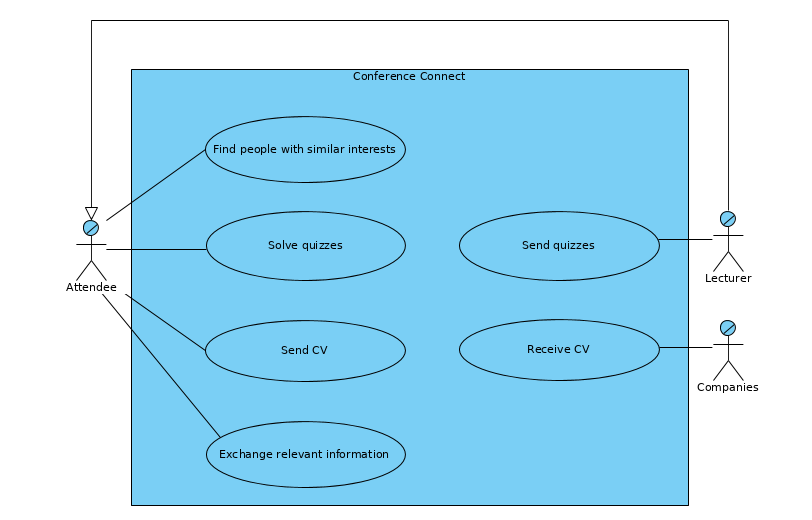 Conference Connect
Find people with similar interests
Solve quizzes
Send quizzes
Attendee
Lecturer
Send CV
Receive CV
Companies
Exchange relevant information